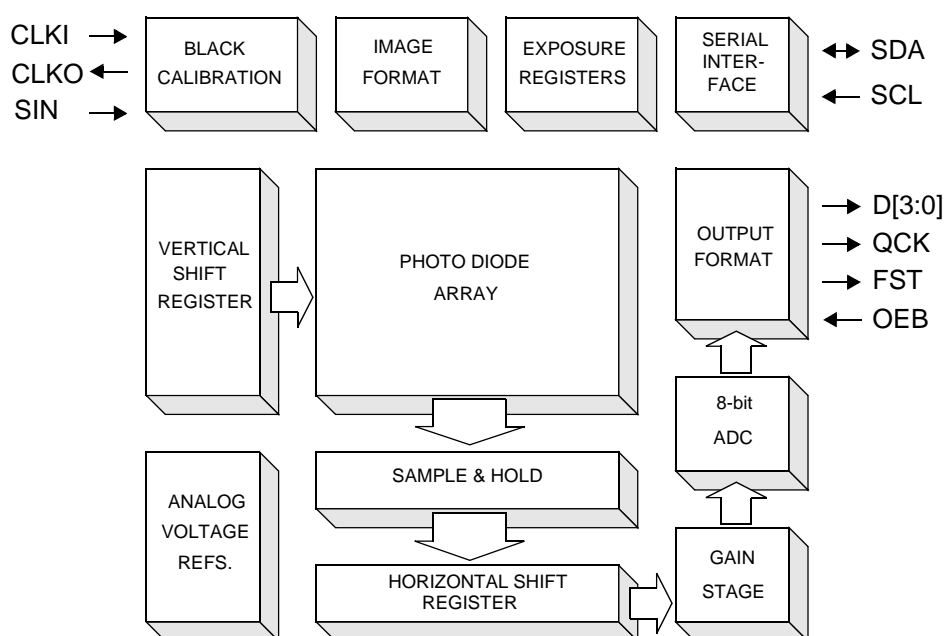 CLKI
CLKO
SIN
BLACK
CALIBRATION
IMAGE
FORMAT
EXPOSURE
REGISTERS
SERIAL
INTER-
FACE
SDA
SCL
VERTICAL
SHIFT
REGISTER
PHOTO DIODE
ARRAY
OUTPUT
FORMAT
D[3:0]
QCK
FST
OEB
8-bit
ADC
ANALOG
VOLTAGE
REFS.
SAMPLE & HOLD
HORIZONTAL SHIFT
REGISTER
GAIN
STAGE